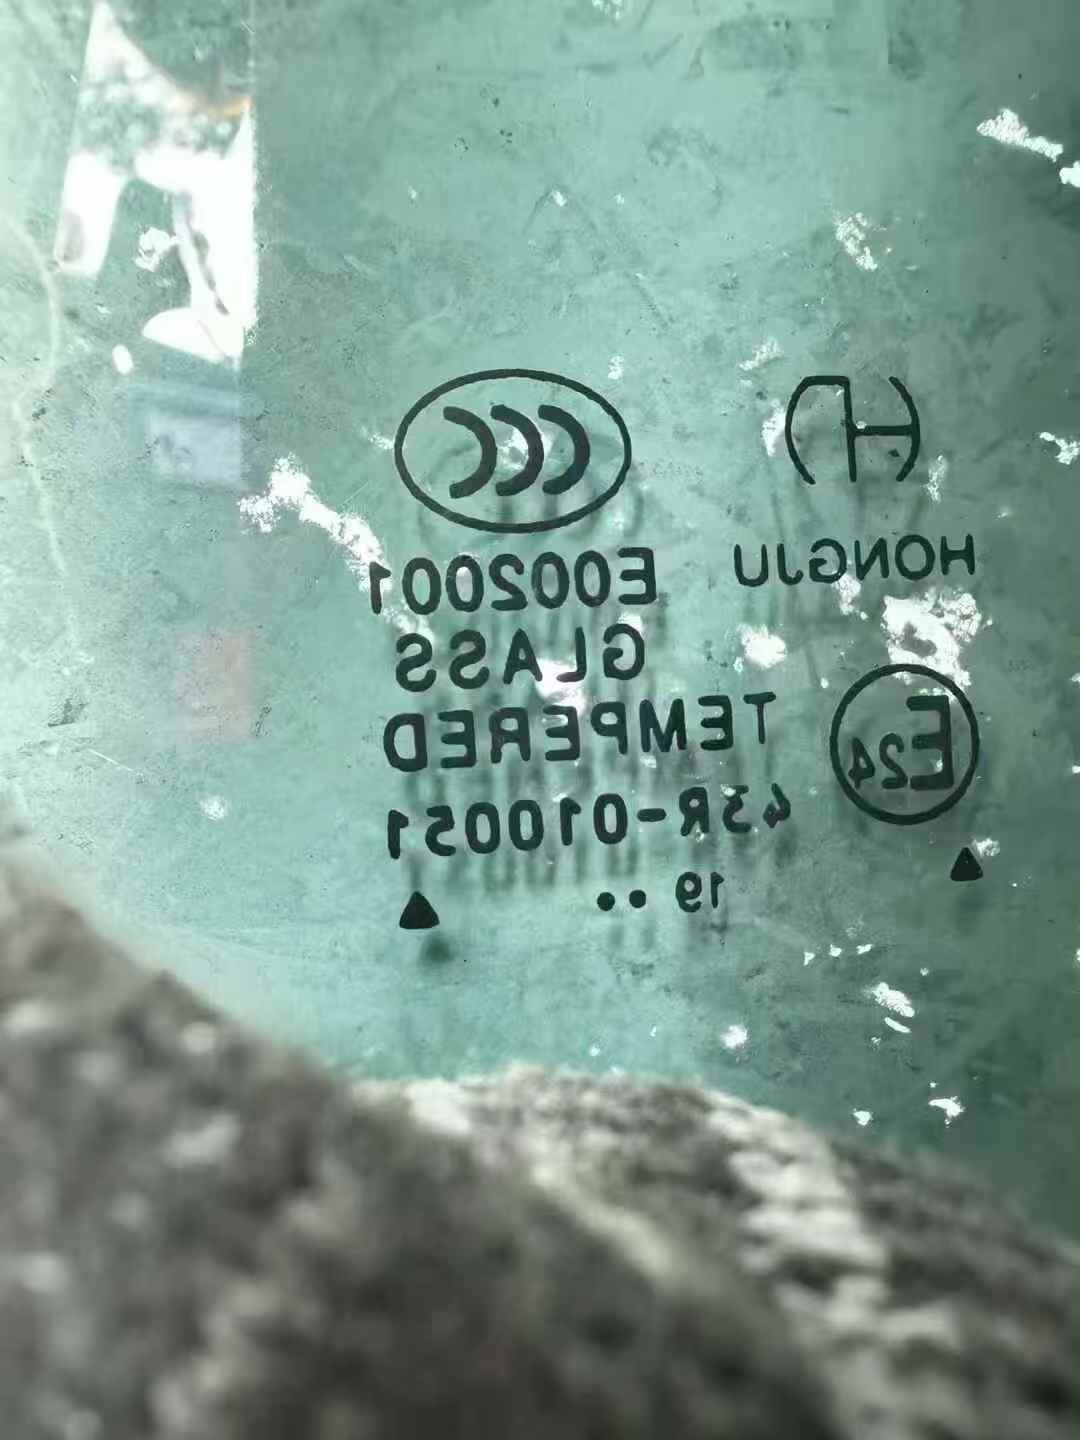 CCC
HONGJU
E002001
GLASS
TEMPERED
E24
43R-010051
19 ••